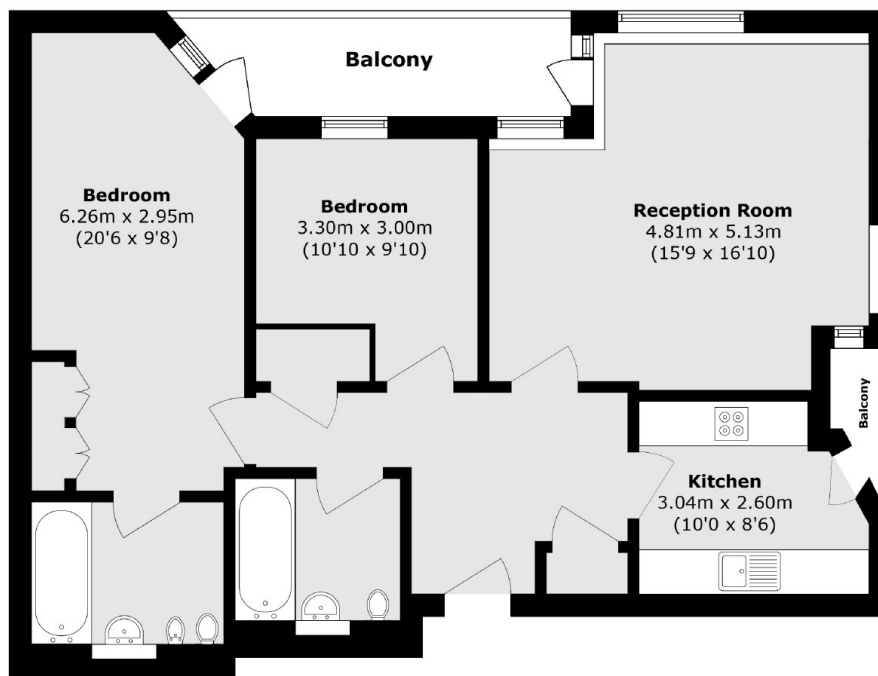 Balcony
Bedroom
6.26m x 2.95m
(20'6 x 9'8)
Bedroom
3.30m x 3.00m
(10'10 x 9'10)
Reception Room
4.81m x 5.13m
(15'9 x 16'10)
Balcony
Kitchen
3.04m x 2.60m
(10'0 x 8'6)